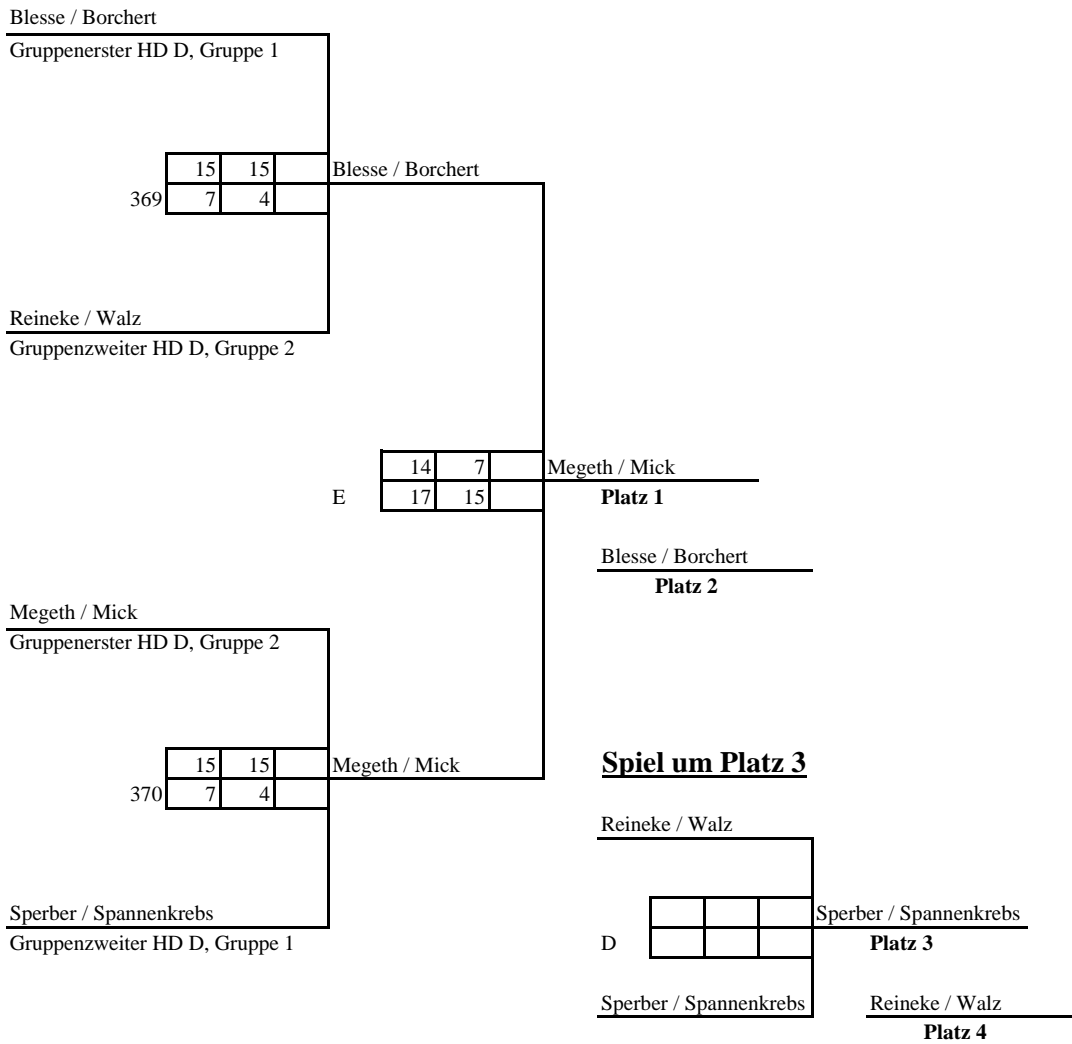 Blesse / Borchert
Gruppenerster HD D, Gruppe 1
15 15 Blesse / Borchert
369 7 4
Reineke / Walz
Gruppenzweiter HD D, Gruppe 2
14 7 Megeth / Mick
E 17 15 Platz 1
Blesse / Borchert
Platz 2
Megeth / Mick
Gruppenerster HD D, Gruppe 2
15 15 Megeth / Mick
370 7 4
Spiel um Platz 3
Reineke / Walz
Sperber / Spannenkrebs
Gruppenzweiter HD D, Gruppe 1
Sperber / Spannenkrebs
D Platz 3
Sperber / Spannenkrebs
Reineke / Walz
Platz 4